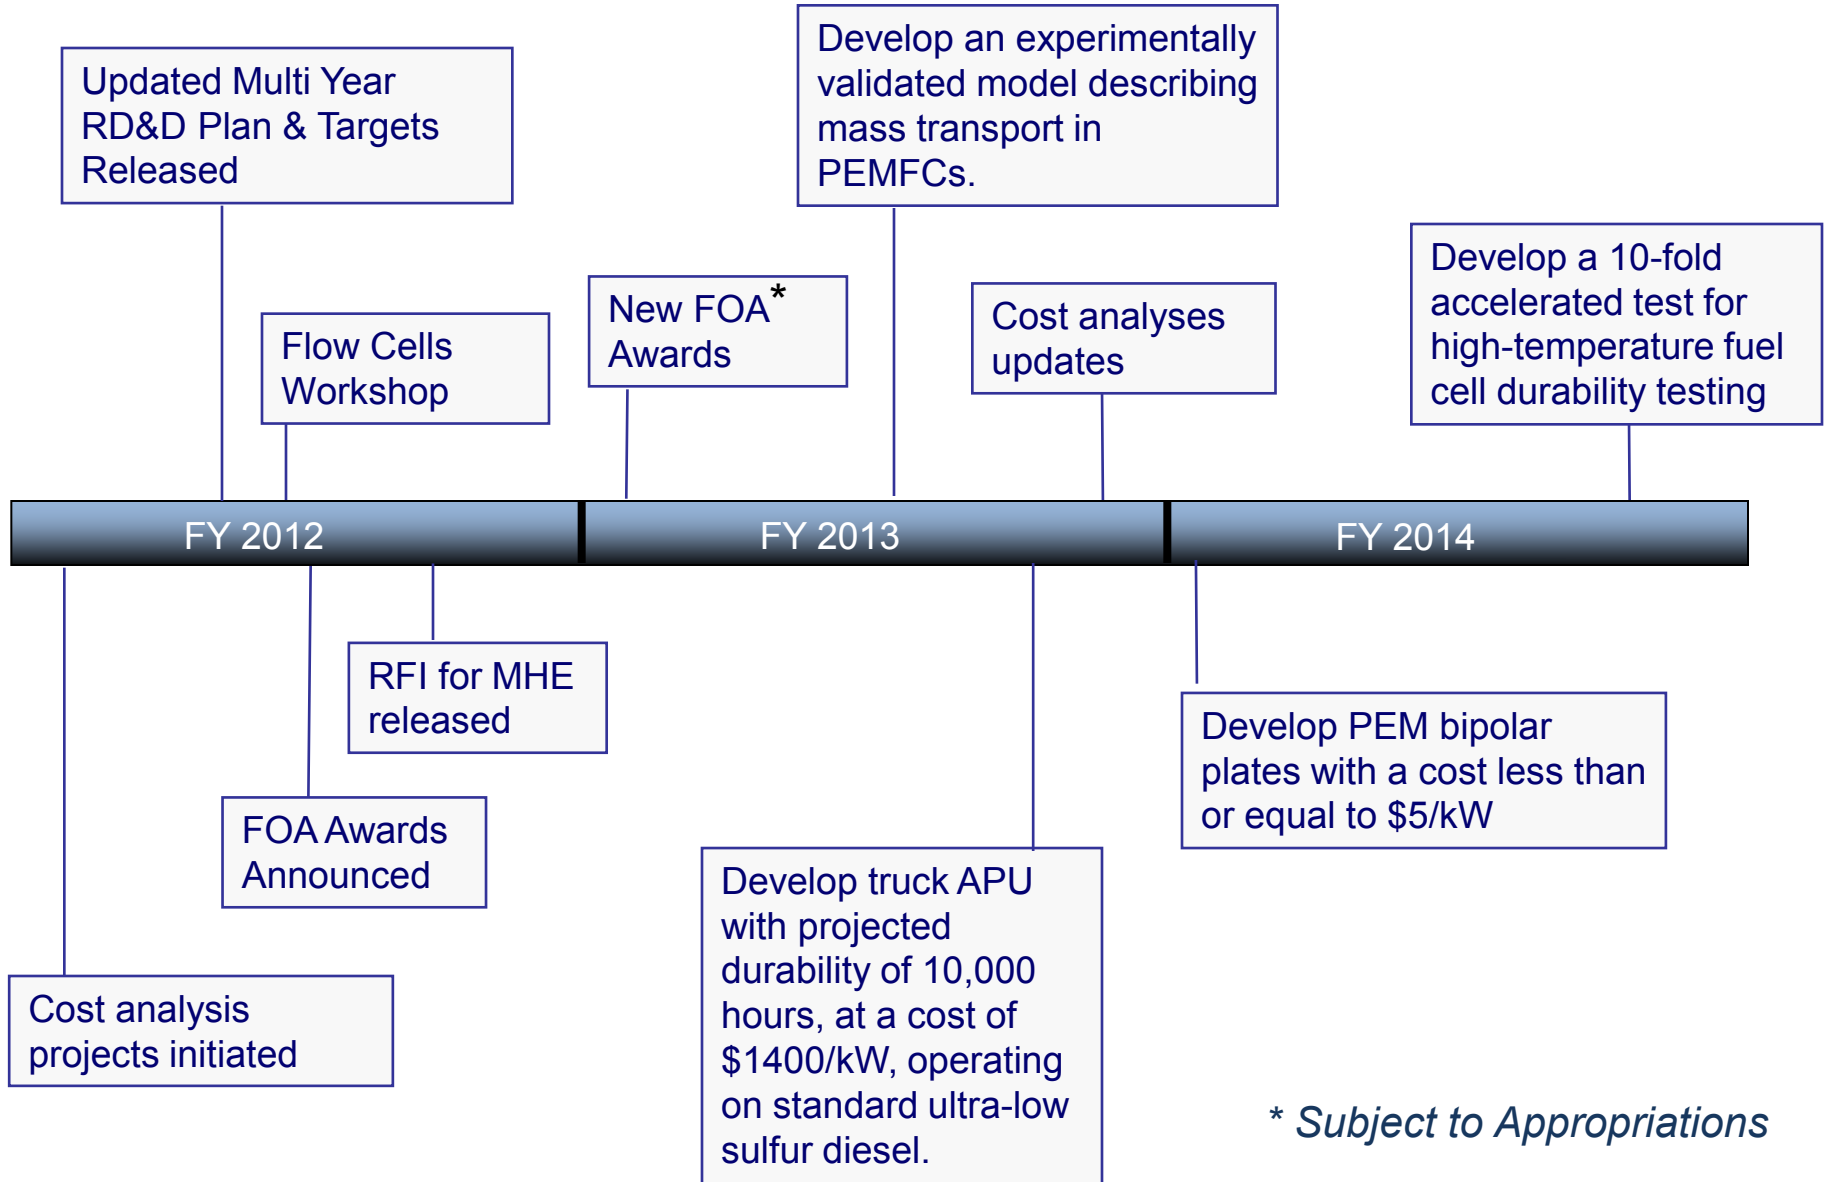 Updated Multi Year
RD&D Plan & Targets
Released
Develop an experimentally
validated model describing
mass transport in
PEMFCs.
Flow Cells
Workshop
New FOA*
Awards
Cost analyses
updates
Develop a 10-fold
accelerated test for
high-temperature fuel
cell durability testing
FY 2012
FY 2013
FY 2014
Cost analysis
projects initiated
FOA Awards
Announced
RFI for MHE
released
Develop truck APU
with projected
durability of 10,000
hours, at a cost of
$1400/kW, operating
on standard ultra-low
sulfur diesel.
Develop PEM bipolar
plates with a cost less than
or equal to $5/kW
* Subject to Appropriations